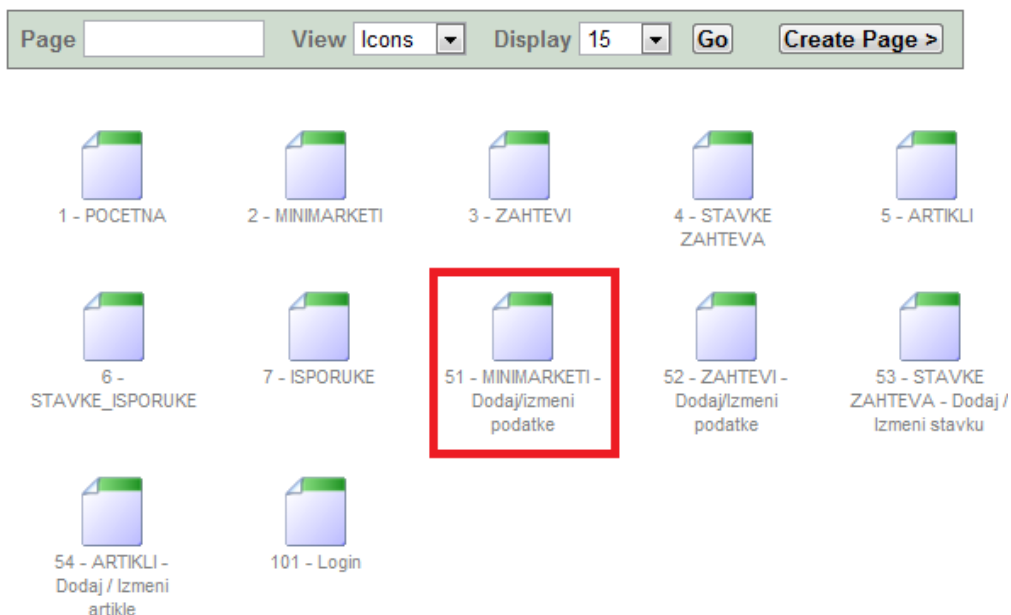 Page View Icons Display 15 Go Create Page >
1 - POCETNA
2 - MINIMARKETI
3 - ZAHTEVI
4 - STAVKE
ZAHTEVA
5 - ARTIKLI
6 -
STAVKE_ISPORUKE
7 - ISPORUKE
51 - MINIMARKETI -
Dodaj/izmeni
podatke
52 - ZAHTEVI -
Dodaj/Izmeni
podatke
53 - STAVKE
ZAHTEVA - Dodaj /
Izmeni stavku
54 - ARTIKLI -
Dodaj / Izmeni
artikle
101 - Login